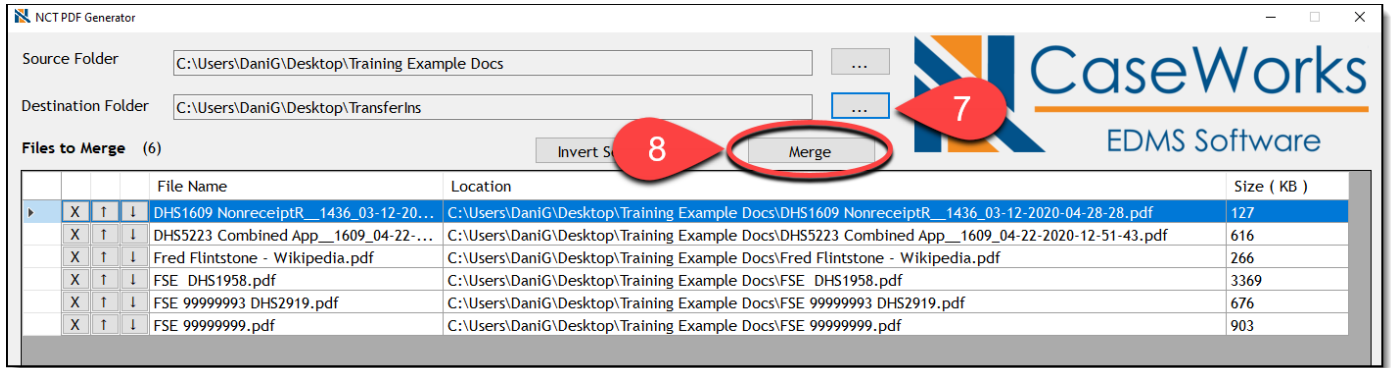 NCT PDF Generator
Source Folder C:\Users\DaniG\Desktop\Training Example Docs ...
CaseWorks
Destination Folder C:\Users\DaniG\Desktop\TransferIns ... 7
EDMS Software
Files to Merge (6) Invert S 8 Merge
File Name Location Size ( KB )
X ↑ ↓ DHS1609 NonreceiptR__1436_03-12-20... C:\Users\DaniG\Desktop\Training Example Docs\DHS1609 NonreceiptR__1436_03-12-2020-04-28-28.pdf 127
X ↑ ↓ DHS5223 Combined App__1609_04-22-... C:\Users\DaniG\Desktop\Training Example Docs\DHS5223 Combined App__1609_04-22-2020-12-51-43.pdf 616
X ↑ ↓ Fred Flintstone - Wikipedia.pdf C:\Users\DaniG\Desktop\Training Example Docs\Fred Flintstone - Wikipedia.pdf 266
X ↑ ↓ FSE  DHS1958.pdf C:\Users\DaniG\Desktop\Training Example Docs\FSE  DHS1958.pdf 3369
X ↑ ↓ FSE 99999993 DHS2919.pdf C:\Users\DaniG\Desktop\Training Example Docs\FSE 99999993 DHS2919.pdf 676
X ↑ ↓ FSE 99999999.pdf C:\Users\DaniG\Desktop\Training Example Docs\FSE 99999999.pdf 903